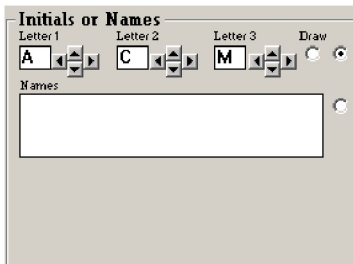 Initials or Names
Letter 1 Letter 2 Letter 3 Draw
A C M
Names